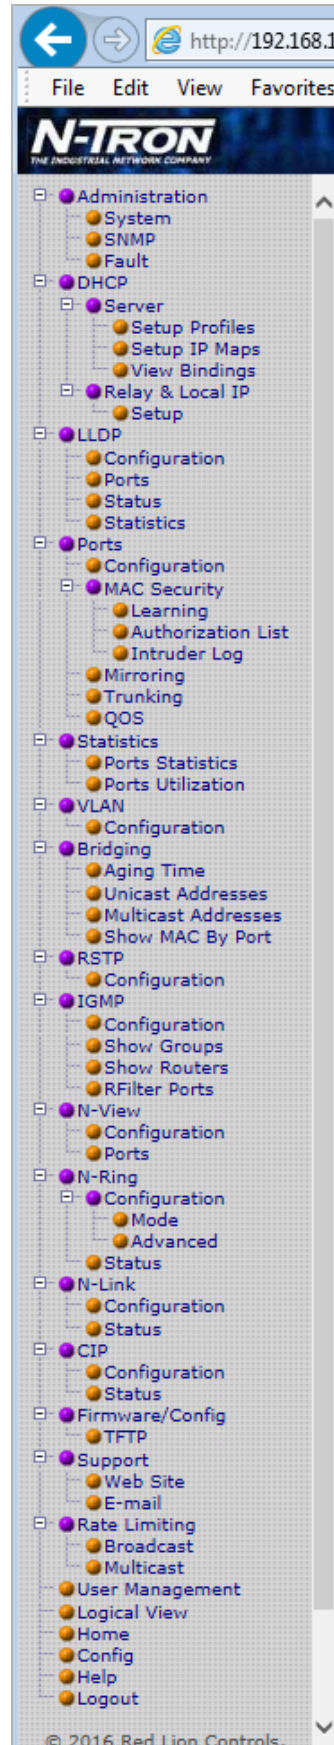 http://192.168.1
File Edit View Favorites
N-TRON
THE INDUSTRIAL NETWORK COMPANY
Administration
System
SNMP
Fault
DHCP
Server
Setup Profiles
Setup IP Maps
View Bindings
Relay & Local IP
Setup
LLDP
Configuration
Ports
Status
Statistics
Ports
Configuration
MAC Security
Learning
Authorization List
Intruder Log
Mirroring
Trunking
QOS
Statistics
Ports Statistics
Ports Utilization
VLAN
Configuration
Bridging
Aging Time
Unicast Addresses
Multicast Addresses
Show MAC By Port
RSTP
Configuration
IGMP
Configuration
Show Groups
Show Routers
RFilter Ports
N-View
Configuration
Ports
N-Ring
Configuration
Mode
Advanced
Status
N-Link
Configuration
Status
CIP
Configuration
Status
Firmware/Config
TFTP
Support
Web Site
E-mail
Rate Limiting
Broadcast
Multicast
User Management
Logical View
Home
Config
Help
Logout
© 2016 Red Lion Controls.